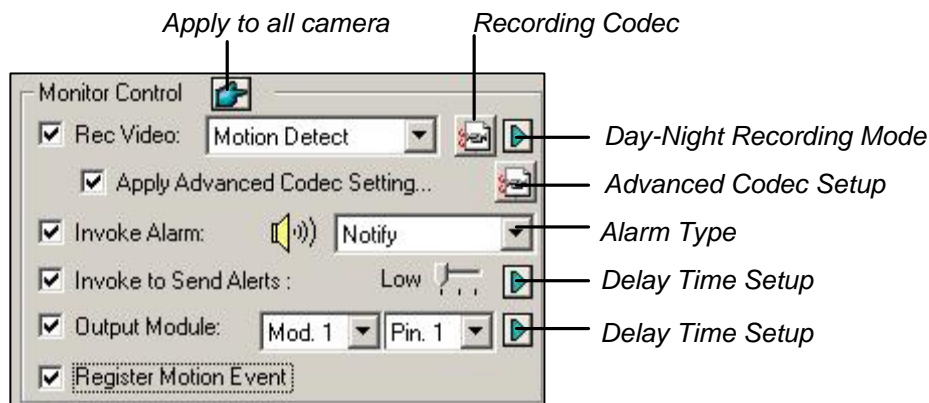 Apply to all camera Recording Codec
Monitor Control
Rec Video: Motion Detect Day-Night Recording Mode
Apply Advanced Codec Setting... Advanced Codec Setup
Invoke Alarm: Notify Alarm Type
Invoke to Send Alerts : Low Delay Time Setup
Output Module: Mod. 1 Pin. 1 Delay Time Setup
Register Motion Event